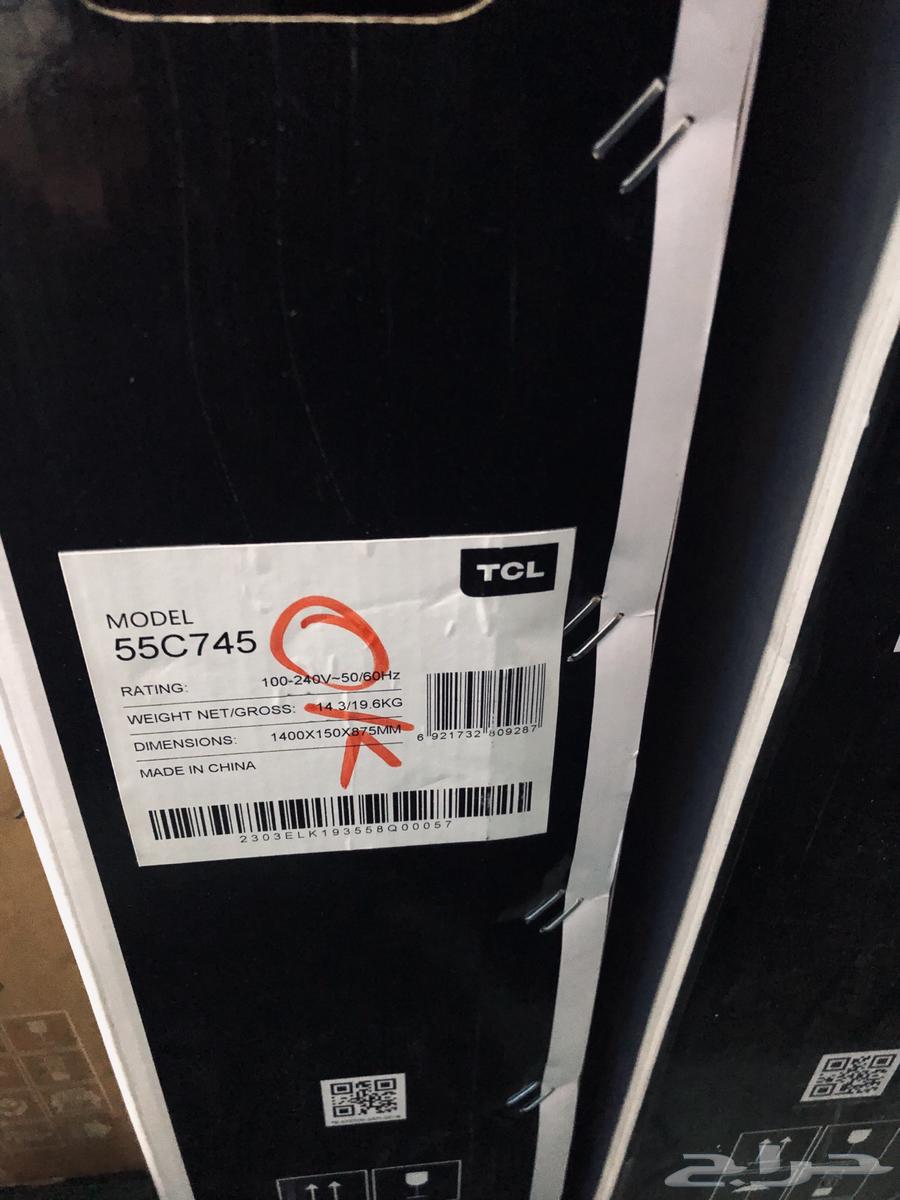 TCL
MODEL
55C745
OK
RATING: 100-240V~50/60Hz
WEIGHT NET/GROSS: 14.3/19.6KG
DIMENSIONS: 1400X150X875MM
MADE IN CHINA
6 921732 809287
2303ELK193558Q00057
حراج